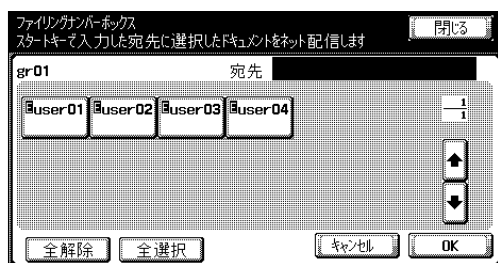 ファイリングナンバーボックス
スタートキーで入力した宛先に選択したドキュメントをネット配信します
閉じる
gr01 宛先
user01 user02 user03 user04
1
1
全解除 全選択 キャンセル OK